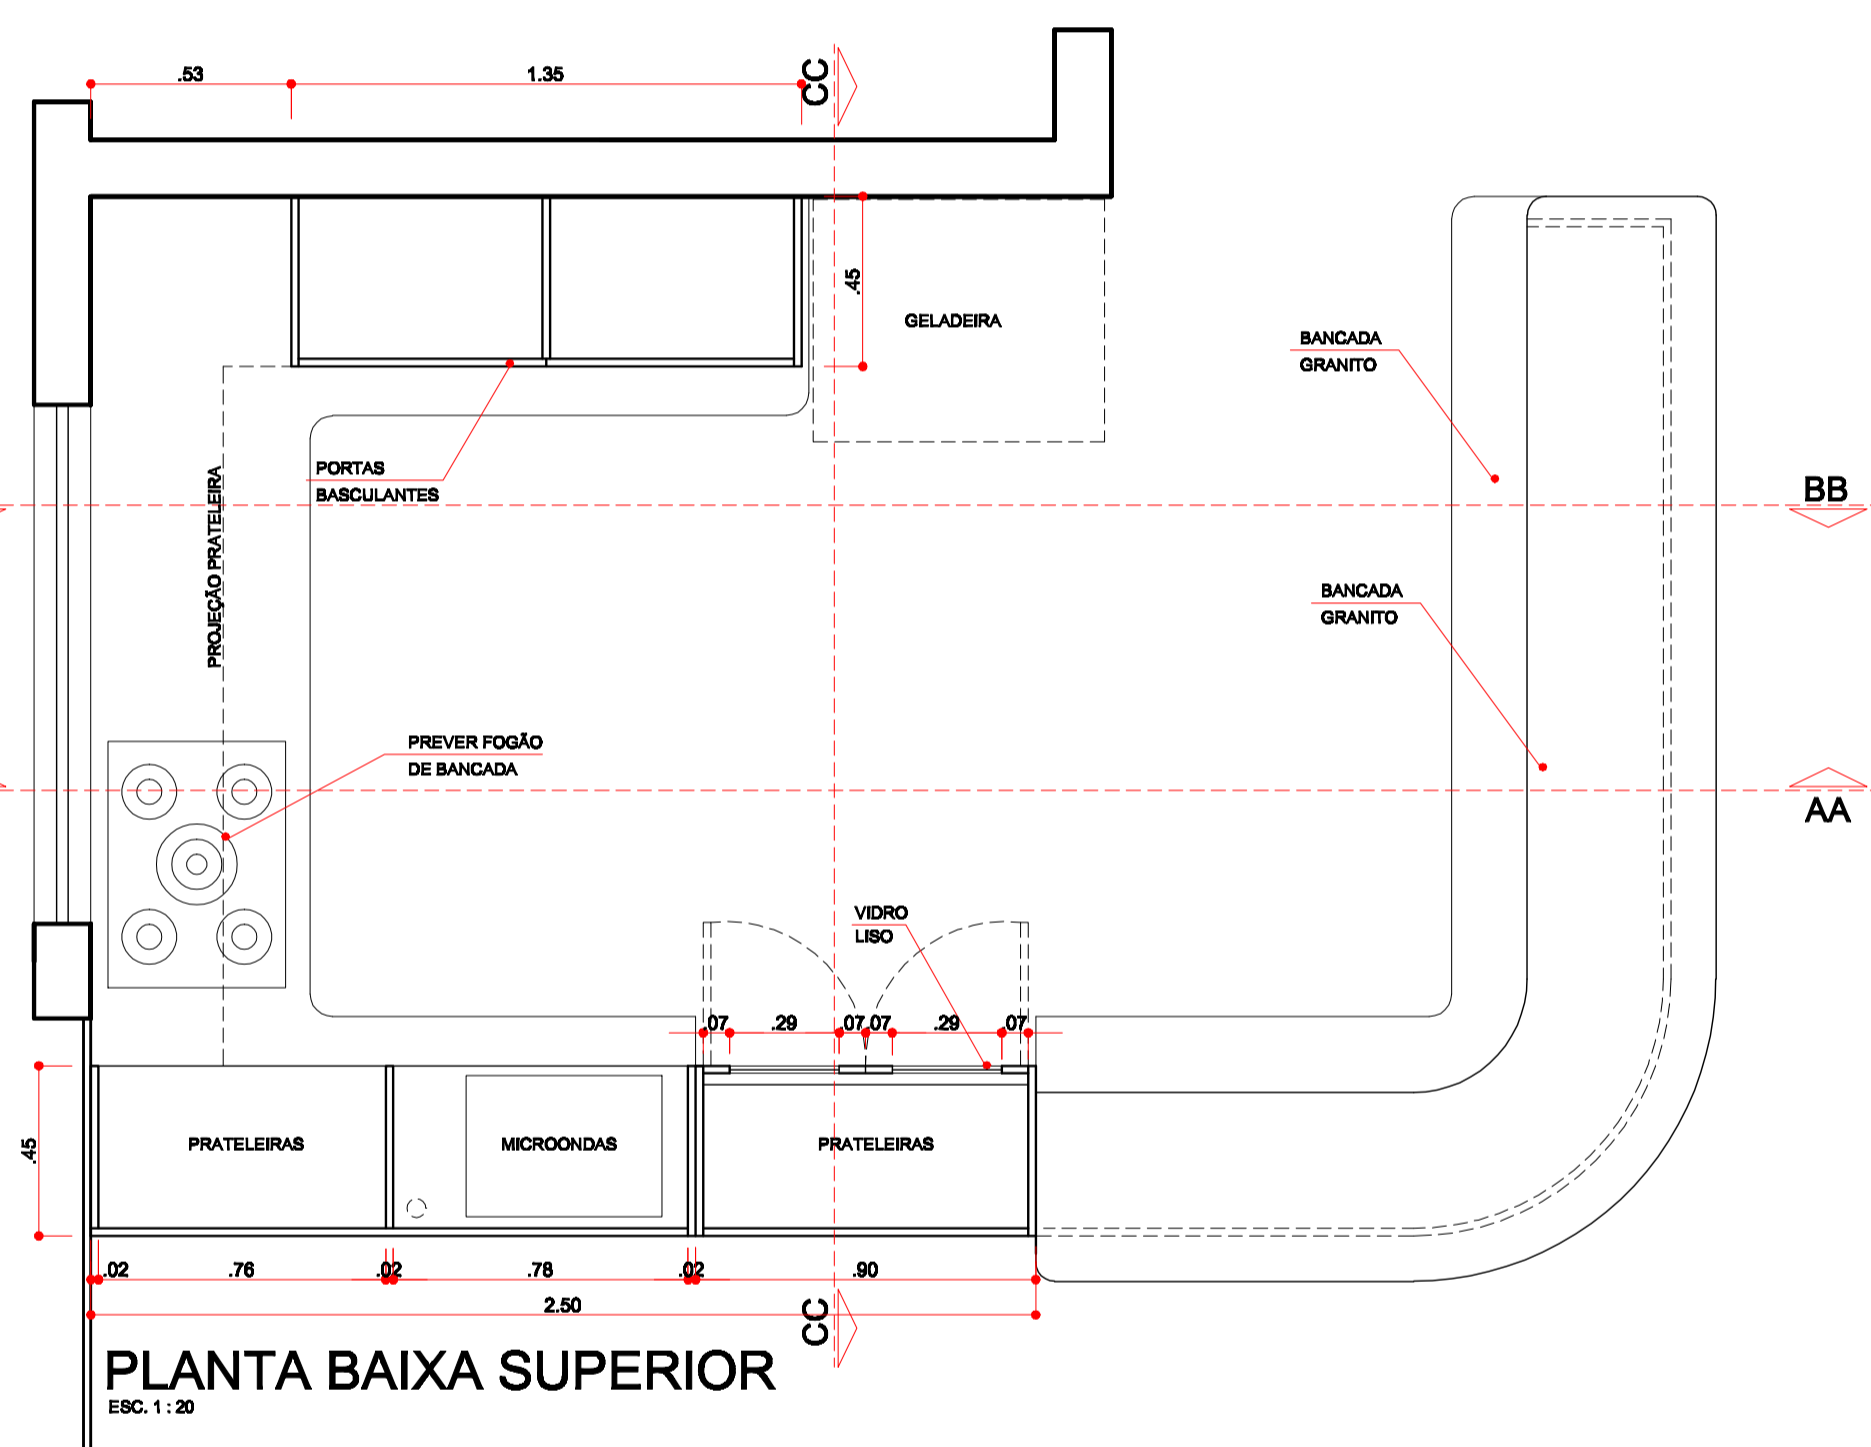 .53
1.35
CC
.45
GELADEIRA
BANCADA
GRANITO
PORTAS
BASCULANTES
PROJEÇÃO PRATELEIRA
BB
BANCADA
GRANITO
PREVER FOGÃO
DE BANCADA
AA
VIDRO
LISO
.07
.29
.07
.07
.29
.07
.45
PRATELEIRAS
MICROONDAS
PRATELEIRAS
.02
.76
.02
.78
.02
.90
2.50
CC
PLANTA BAIXA SUPERIOR
ESC. 1 : 20